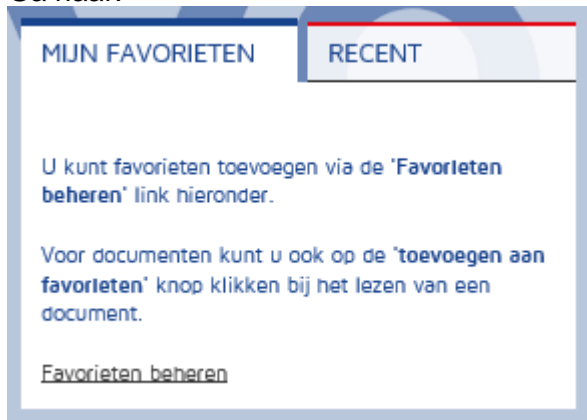 MIJN FAVORIETEN RECENT
U kunt favorieten toevoegen via de "Favorieten
beheren" link hieronder.
Voor documenten kunt u ook op de "toevoegen aan
favorieten" knop klikken bij het lezen van een
document.
Favorieten beheren